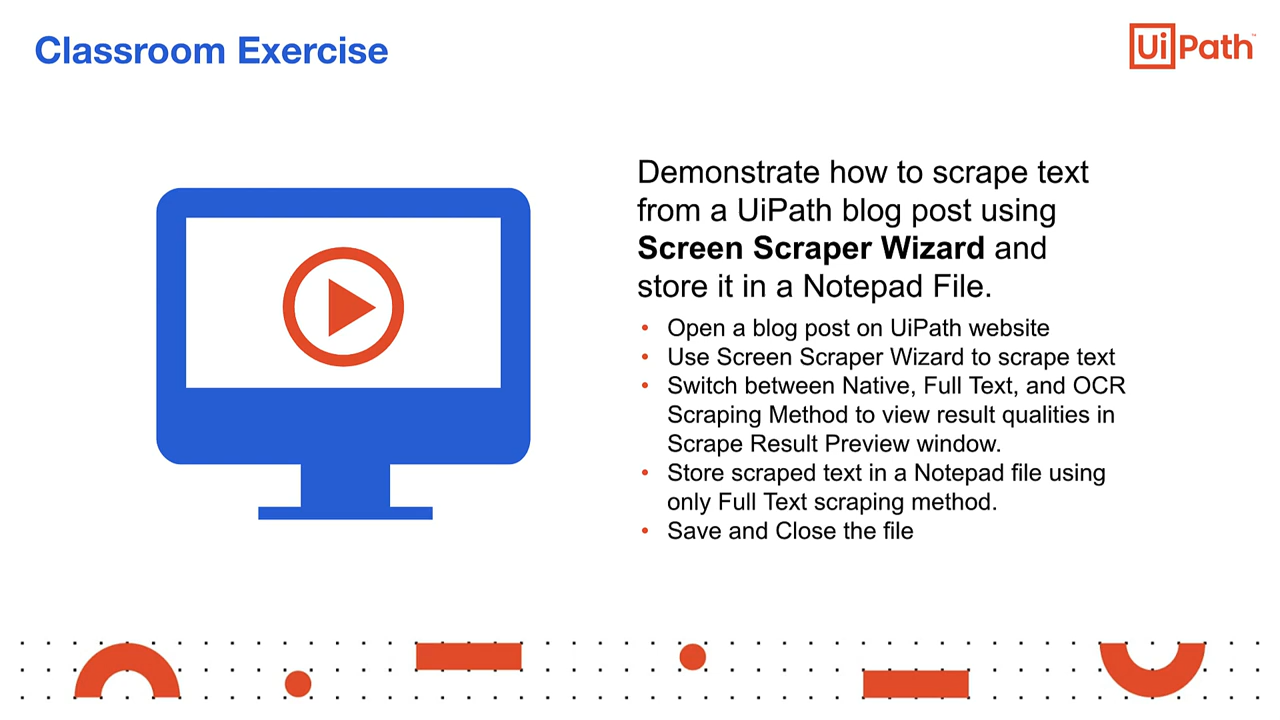 Classroom Exercise
UiPath™
Demonstrate how to scrape text
from a UiPath blog post using
Screen Scraper Wizard and
store it in a Notepad File.
• Open a blog post on UiPath website
• Use Screen Scraper Wizard to scrape text
• Switch between Native, Full Text, and OCR
Scraping Method to view result qualities in
Scrape Result Preview window.
• Store scraped text in a Notepad file using
only Full Text scraping method.
• Save and Close the file